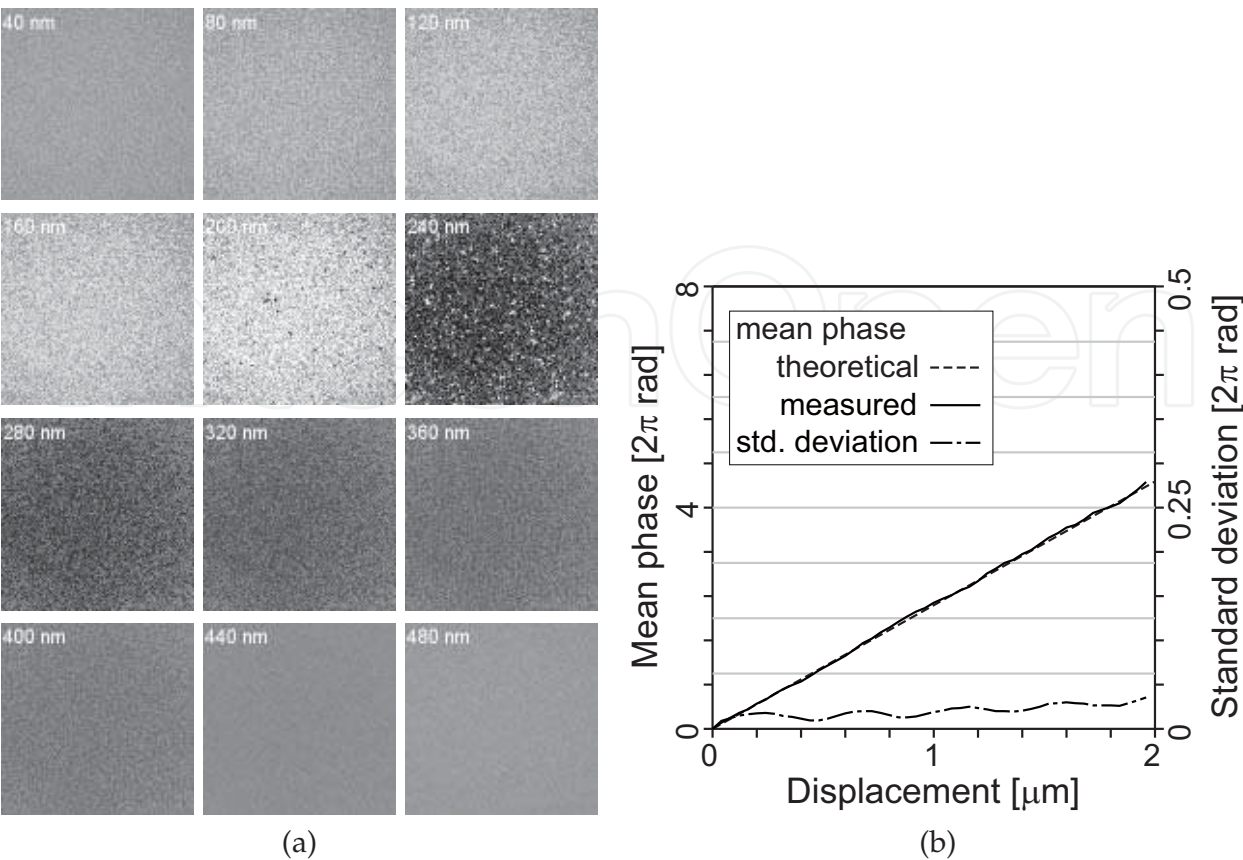 40 nm
80 nm
120 nm
160 nm
200 nm
240 nm
280 nm
320 nm
360 nm
400 nm
440 nm
480 nm
(a)
mean phase
theoretical
measured
std. deviation
Mean phase [2π rad]
0
4
8
Standard deviation [2π rad]
0
0.25
0.5
0
1
2
Displacement [μm]
(b)